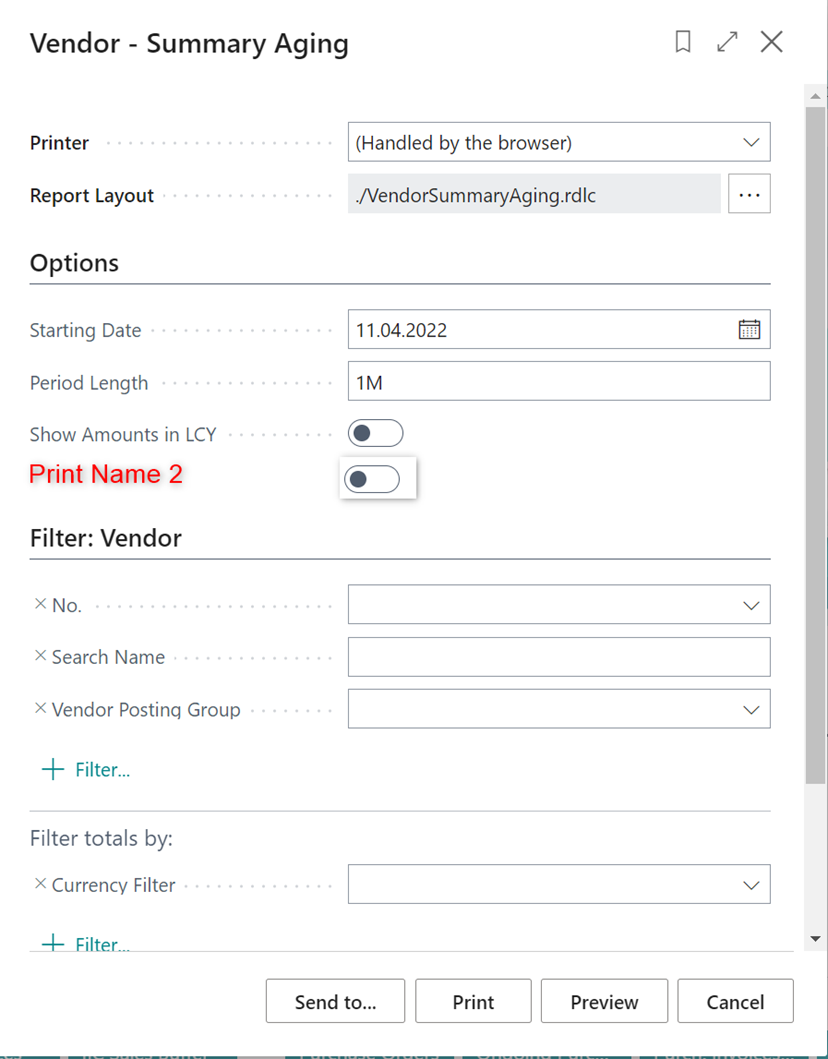 Vendor - Summary Aging
Printer (Handled by the browser)
Report Layout ./VendorSummaryAging.rdlc
Options
Starting Date 11.04.2022
Period Length 1M
Show Amounts in LCY
Print Name 2
Filter: Vendor
No.
Search Name
Vendor Posting Group
Filter...
Filter totals by:
Currency Filter
Filter...
Send to... Print Preview Cancel